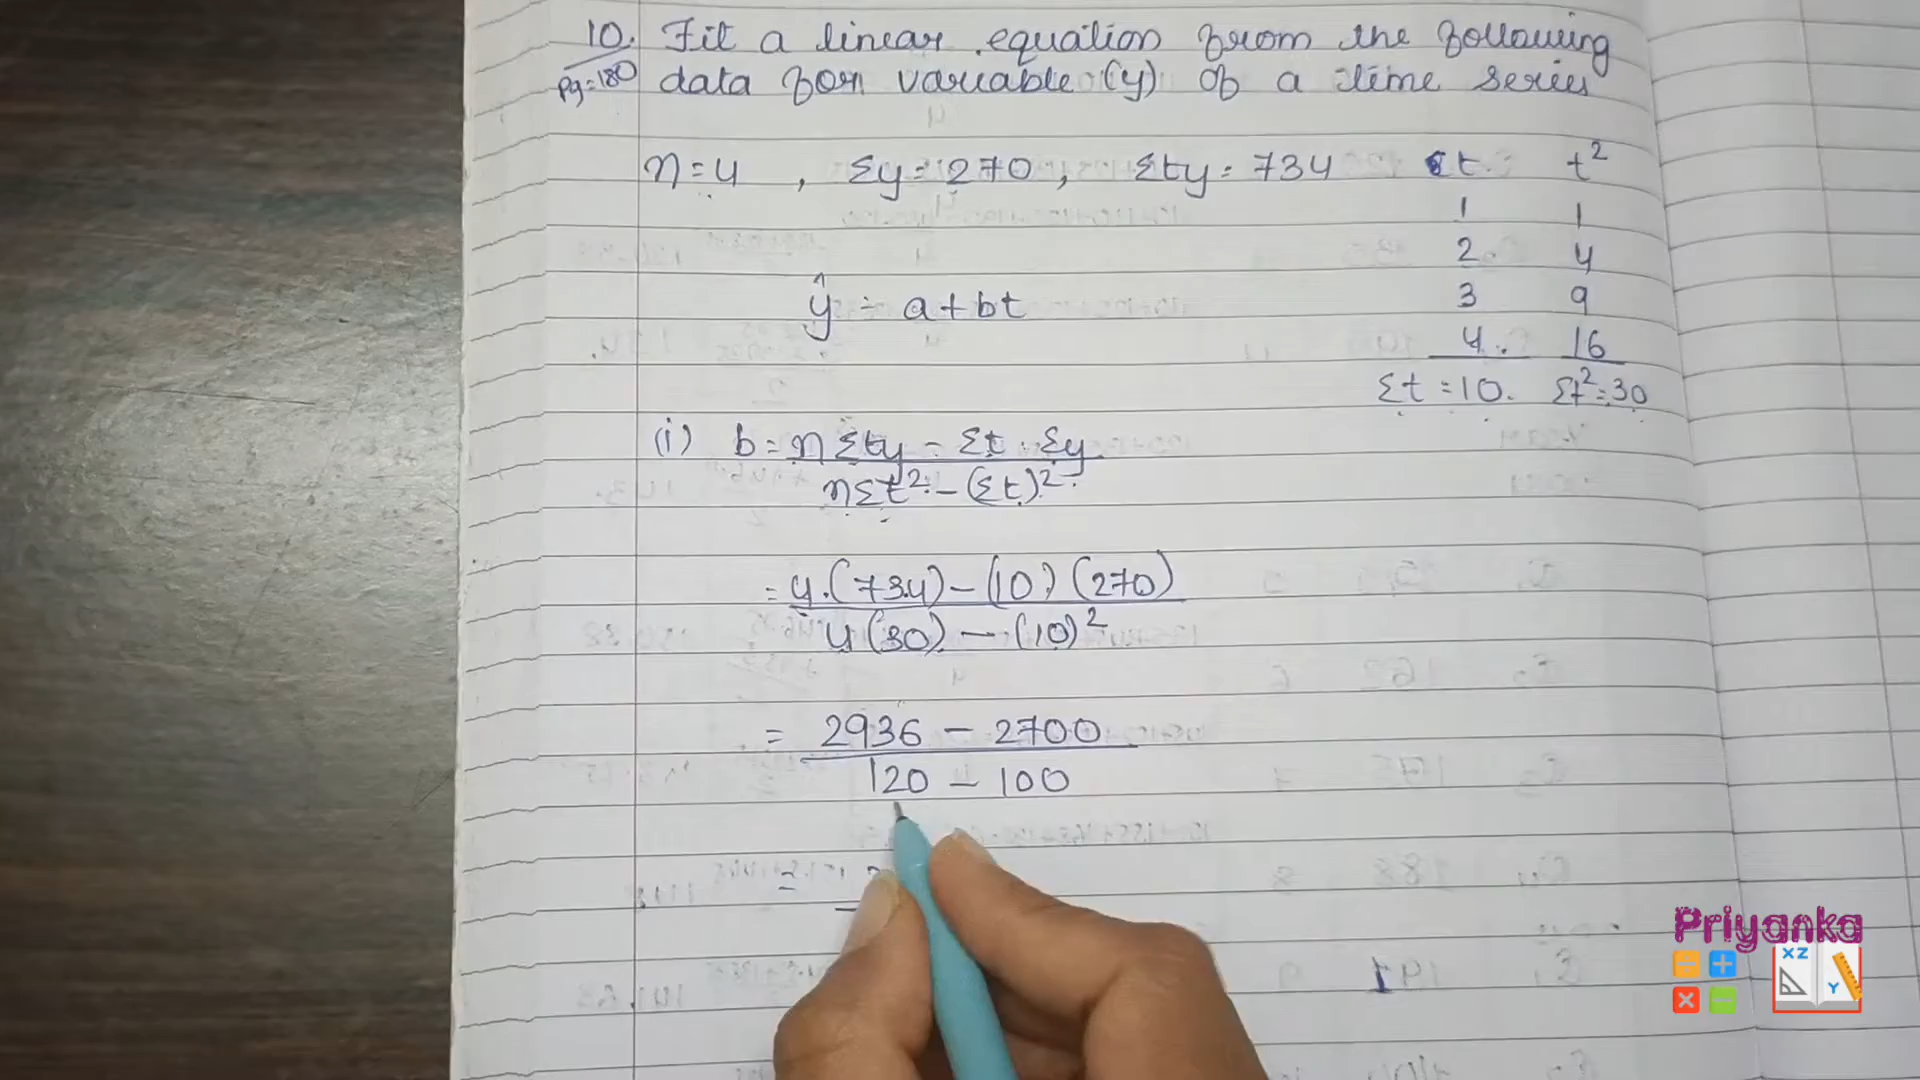 10. Fit a linear equation from the following
pg=180 data for variable (y) of a time series
n=4 , Σy=270, Σty=734 Σt t²
1 1
2 4
3 9
ŷ = a+bt
4. 16
Σt=10. Σt²=30
(i) b= nΣty - Σt·Σy
nΣt² - (Σt)²
= 4.(734) - (10) (270)
4(30) - (10)²
= 2936 - 2700
120 - 100
Priyanka
XZ
Y